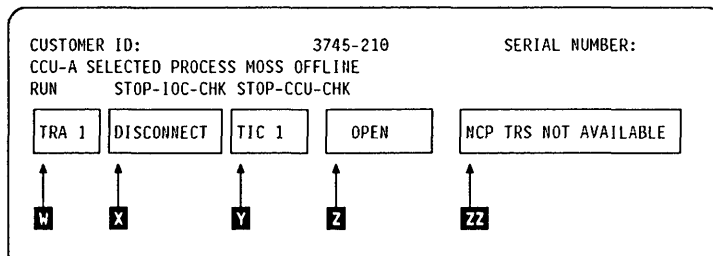 CUSTOMER ID: 3745-210 SERIAL NUMBER:
CCU-A SELECTED PROCESS MOSS OFFLINE
RUN STOP-IOC-CHK STOP-CCU-CHK
TRA 1 DISCONNECT TIC 1 OPEN NCP TRS NOT AVAILABLE
W X Y Z ZZ